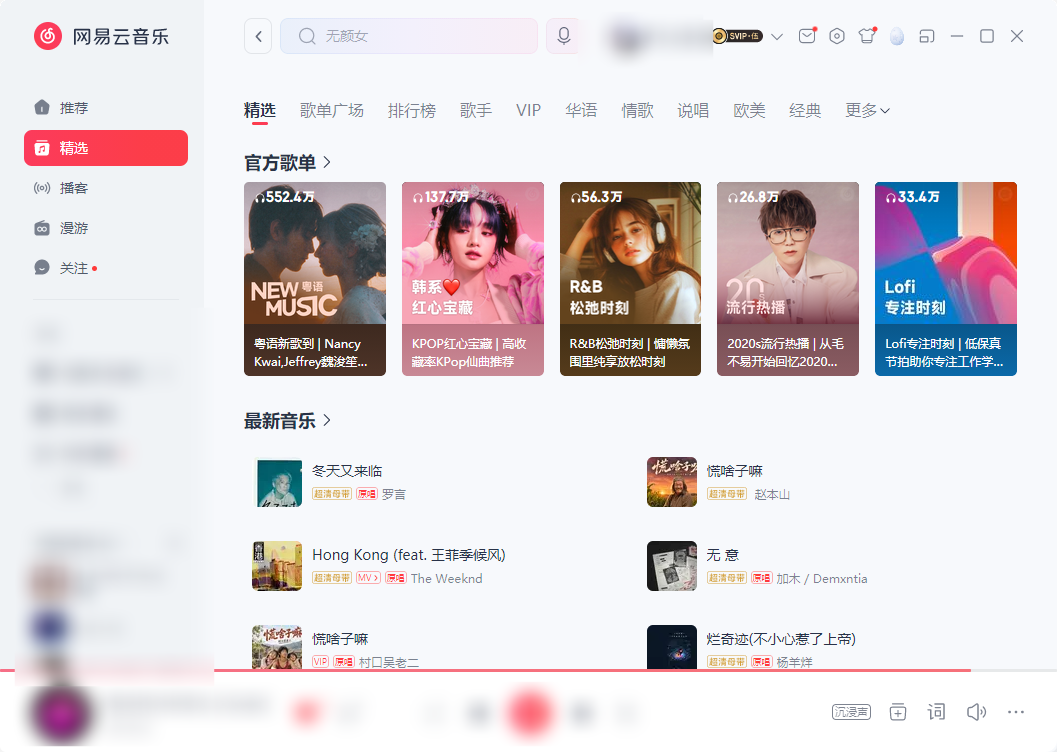 网易云音乐
无颜女
SVIP·伍
推荐
精选
播客
漫游
关注
精选 歌单广场 排行榜 歌手 VIP 华语 情歌 说唱 欧美 经典 更多
官方歌单
552.4万
NEW 粤语
MUSIC
粤语新歌到 | Nancy
Kwai,Jeffrey魏浚笙...
137.7万
韩系
红心宝藏
KPOP红心宝藏 | 高收
藏率KPop仙曲推荐
56.3万
R&B
松弛时刻
R&B松弛时刻 | 慵懒氛
围里纯享放松时刻
26.8万
20s
流行热播
2020s流行热播 | 从毛
不易开始回忆2020...
33.4万
Lofi
专注时刻
Lofi专注时刻 | 低保真
节拍助你专注工作学...
最新音乐
冬天又来临
超清母带 原唱 罗言
慌啥子嘛
慌啥子嘛
超清母带 赵本山
香港
Hong Kong (feat. 王菲季候风)
超清母带 MV 原唱 The Weeknd
无 意
超清母带 原唱 加木 / Demxntia
慌啥子嘛
慌啥子嘛
VIP 原唱 村口吴老二
烂奇迹(不小心惹了上帝)
超清母带 原唱 杨羊烊
沉浸声
词